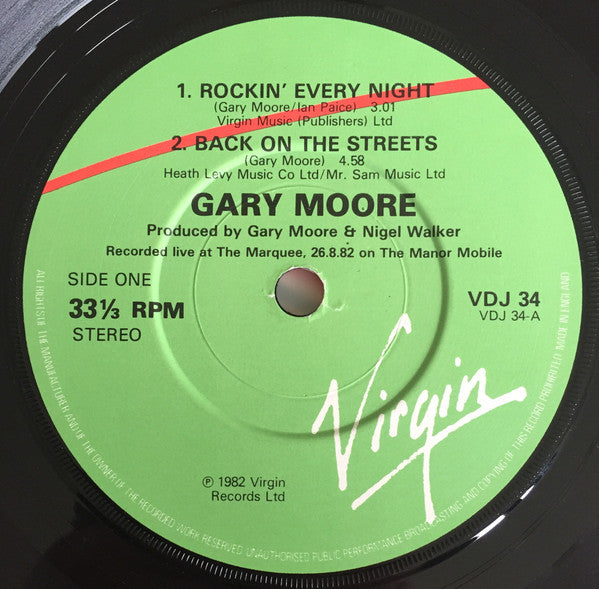 1. ROCKIN' EVERY NIGHT
(Gary Moore/Ian Paice) 3.01
Virgin Music (Publishers) Ltd
2. BACK ON THE STREETS
(Gary Moore) 4.58
Heath Levy Music Co Ltd/Mr. Sam Music Ltd
GARY MOORE
Produced by Gary Moore & Nigel Walker
Recorded live at The Marquee, 26.8.82 on The Manor Mobile
SIDE ONE
33⅓ RPM
STEREO
VDJ 34
VDJ 34-A
Virgin
℗ 1982 Virgin
Records Ltd
ALL RIGHTS OF THE MANUFACTURER AND OF THE OWNER OF THE RECORDED WORK RESERVED. UNAUTHORISED PUBLIC PERFORMANCE BROADCASTING AND COPYING OF THIS RECORD PROHIBITED. MADE IN ENGLAND